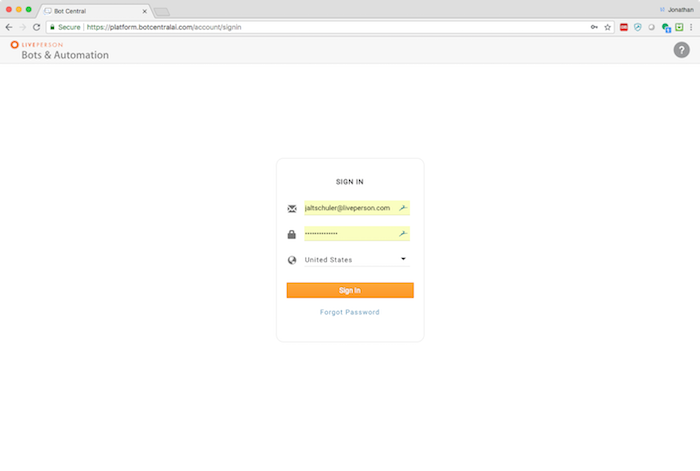 Bot Central
Jonathan
Secure
https://platform.botcentralai.com/account/signin
LIVEPERSON
Bots & Automation
?
SIGN IN
jaltschuler@liveperson.com
••••••••••••••
United States
Sign In
Forgot Password